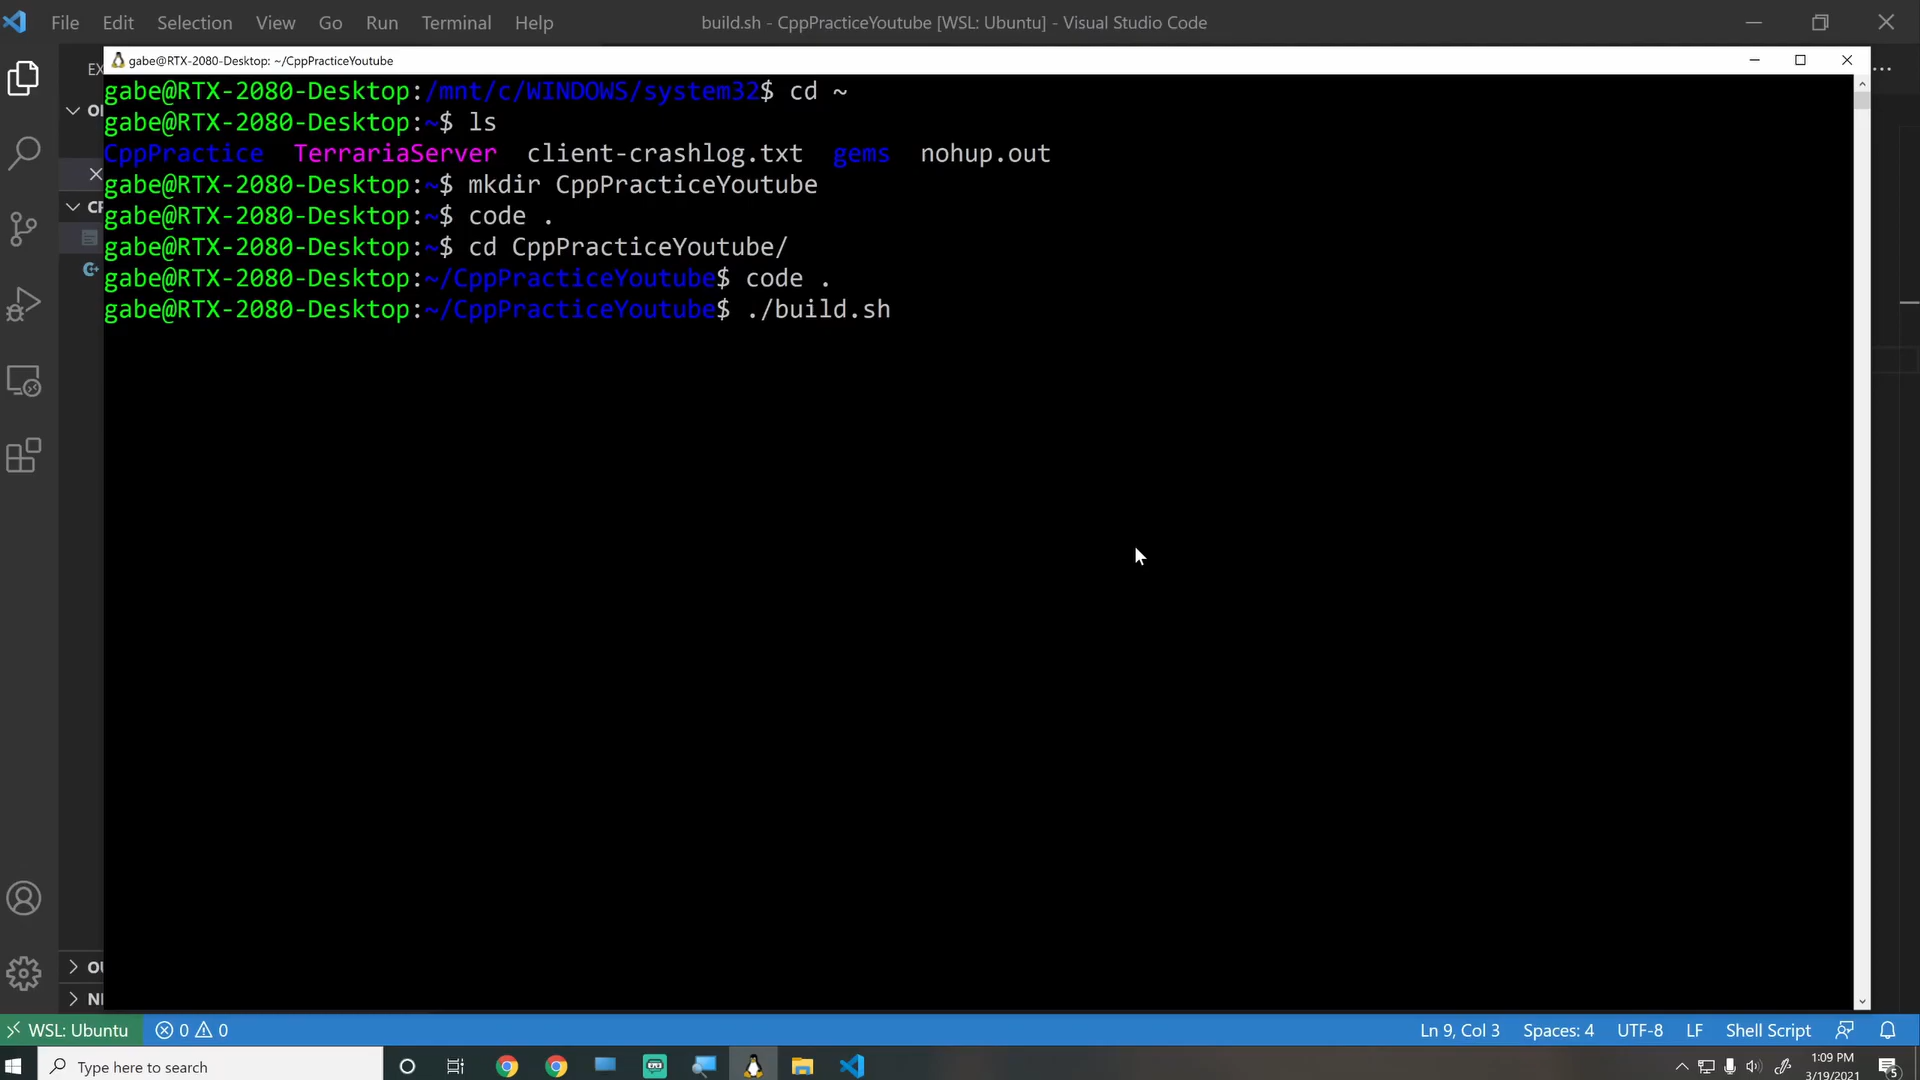 File Edit Selection View Go Run Terminal Help build.sh - CppPracticeYoutube [WSL: Ubuntu] - Visual Studio Code
gabe@RTX-2080-Desktop: ~/CppPracticeYoutube
gabe@RTX-2080-Desktop:/mnt/c/WINDOWS/system32$ cd ~
gabe@RTX-2080-Desktop:~$ ls
CppPractice TerrariaServer client-crashlog.txt gems nohup.out
gabe@RTX-2080-Desktop:~$ mkdir CppPracticeYoutube
gabe@RTX-2080-Desktop:~$ code .
gabe@RTX-2080-Desktop:~$ cd CppPracticeYoutube/
gabe@RTX-2080-Desktop:~/CppPracticeYoutube$ code .
gabe@RTX-2080-Desktop:~/CppPracticeYoutube$ ./build.sh
WSL: Ubuntu 0 0 Ln 9, Col 3 Spaces: 4 UTF-8 LF Shell Script
Type here to search 1:09 PM
3/19/2021 5